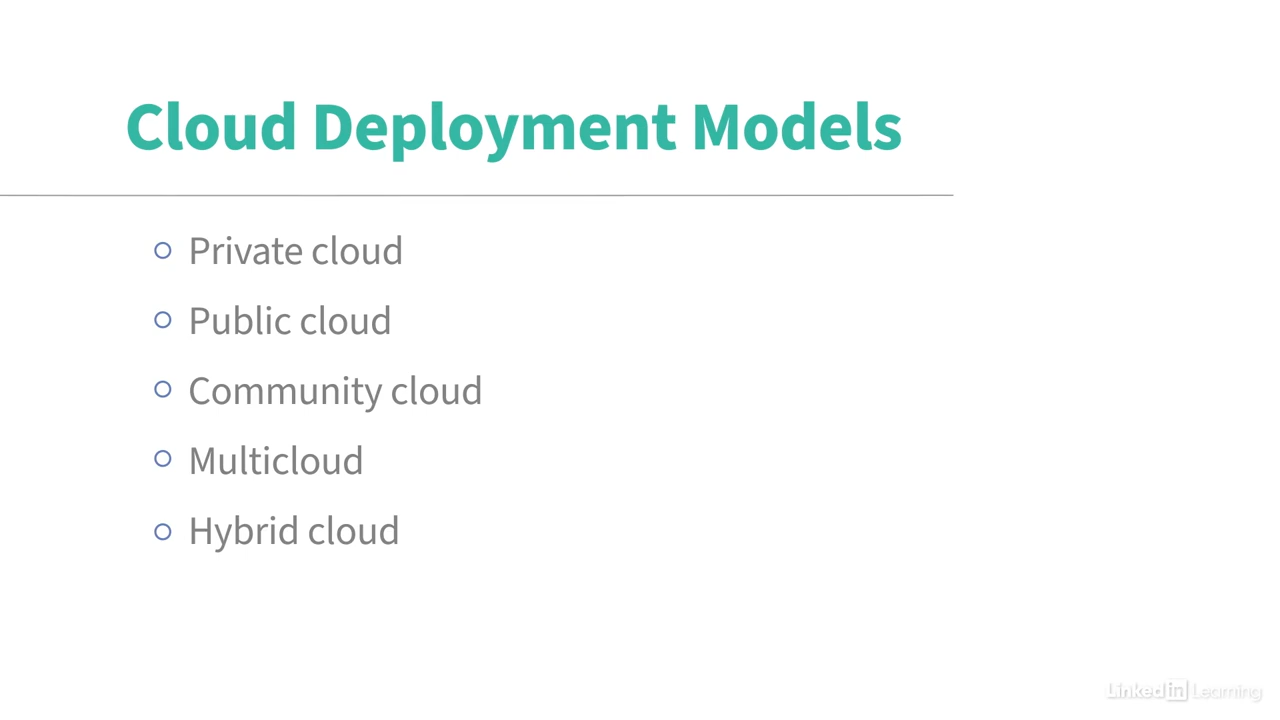 Cloud Deployment Models
Private cloud
Public cloud
Community cloud
Multicloud
Hybrid cloud
LinkedIn Learning